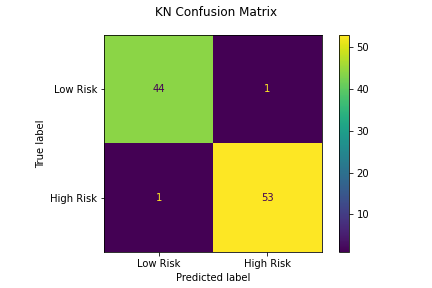 KN Confusion Matrix
True label
Low Risk
High Risk
44
1
1
53
Low Risk
High Risk
Predicted label
50
40
30
20
10